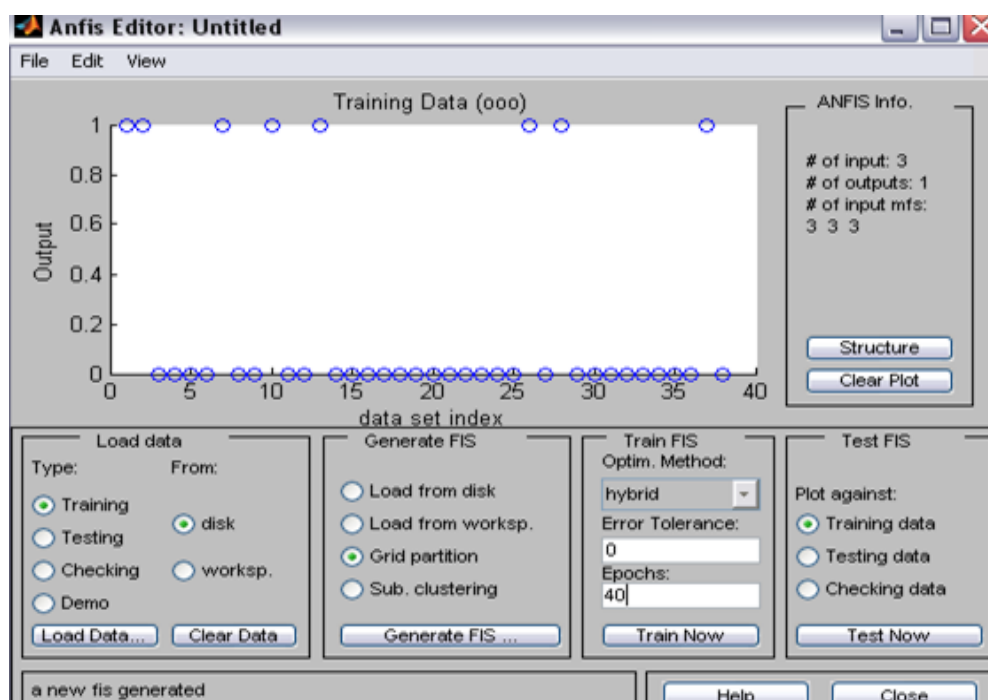 Anfis Editor: Untitled
File Edit View
Training Data (ooo)
1
0.8
0.6
0.4
0.2
0
Output
0 5 10 15 20 25 30 35 40
data set index
ANFIS Info.
# of input: 3
# of outputs: 1
# of input mfs:
3 3 3
Structure
Clear Plot
Load data
Type: From:
Training
disk
Testing
Checking
worksp.
Demo
Load Data... Clear Data
Generate FIS
Load from disk
Load from worksp.
Grid partition
Sub. clustering
Generate FIS ...
Train FIS
Optim. Method:
hybrid
Error Tolerance:
0
Epochs:
40
Train Now
Test FIS
Plot against:
Training data
Testing data
Checking data
Test Now
a new fis generated
Help Close